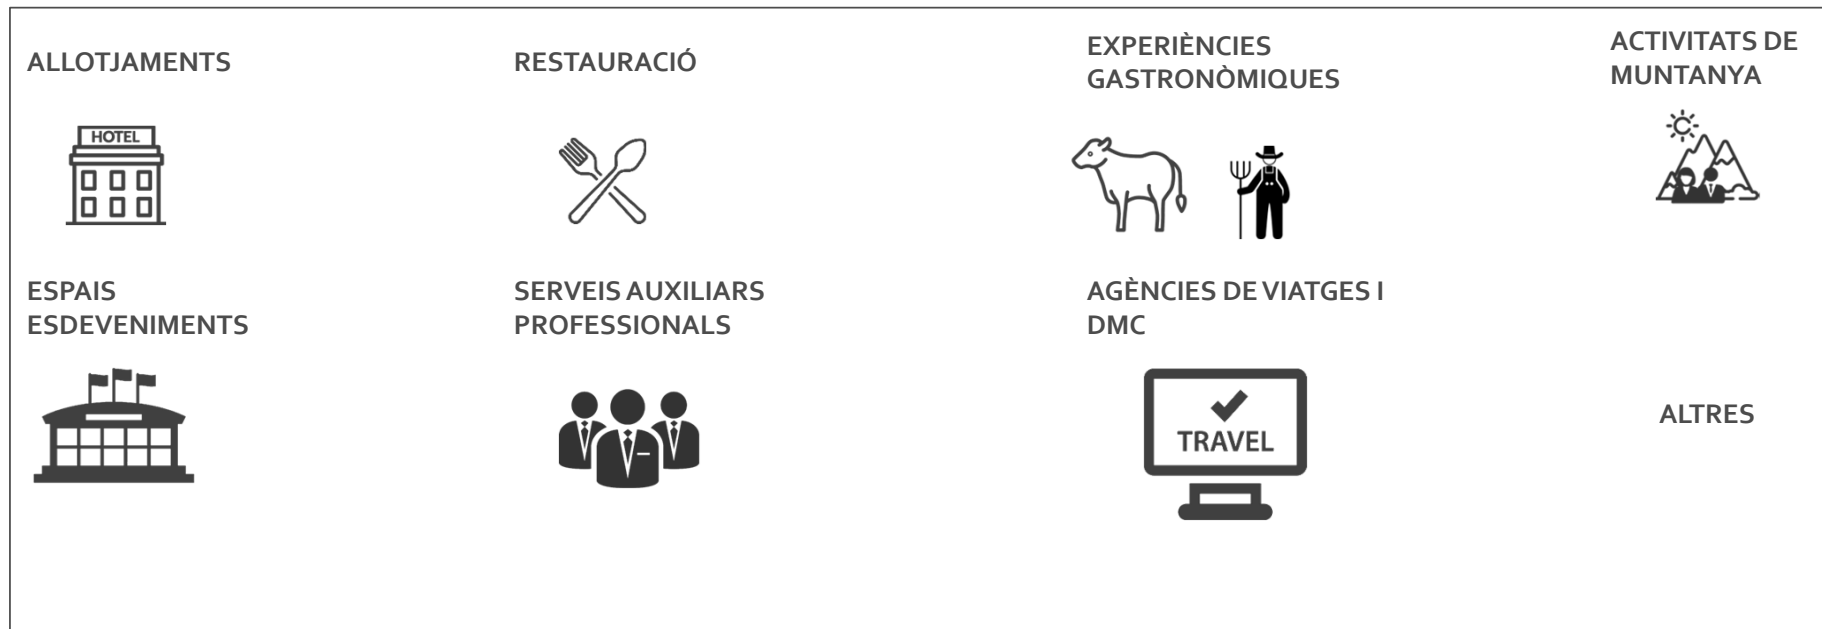 ALLOTJAMENTS
HOTEL
RESTAURACIÓ
EXPERIÈNCIES
GASTRONÒMIQUES
ACTIVITATS DE
MUNTANYA
ESPAIS
ESDEVENIMENTS
SERVEIS AUXILIARS
PROFESSIONALS
AGÈNCIES DE VIATGES I
DMC
TRAVEL
ALTRES